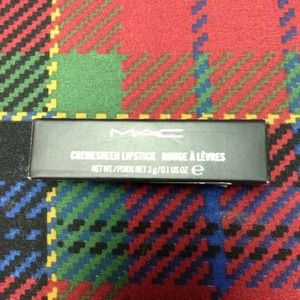 MAC
CREMESHEEN LIPSTICK ROUGE À LÈVRES
NET WT./POIDS NET 3 g/0.1 US OZ ℮